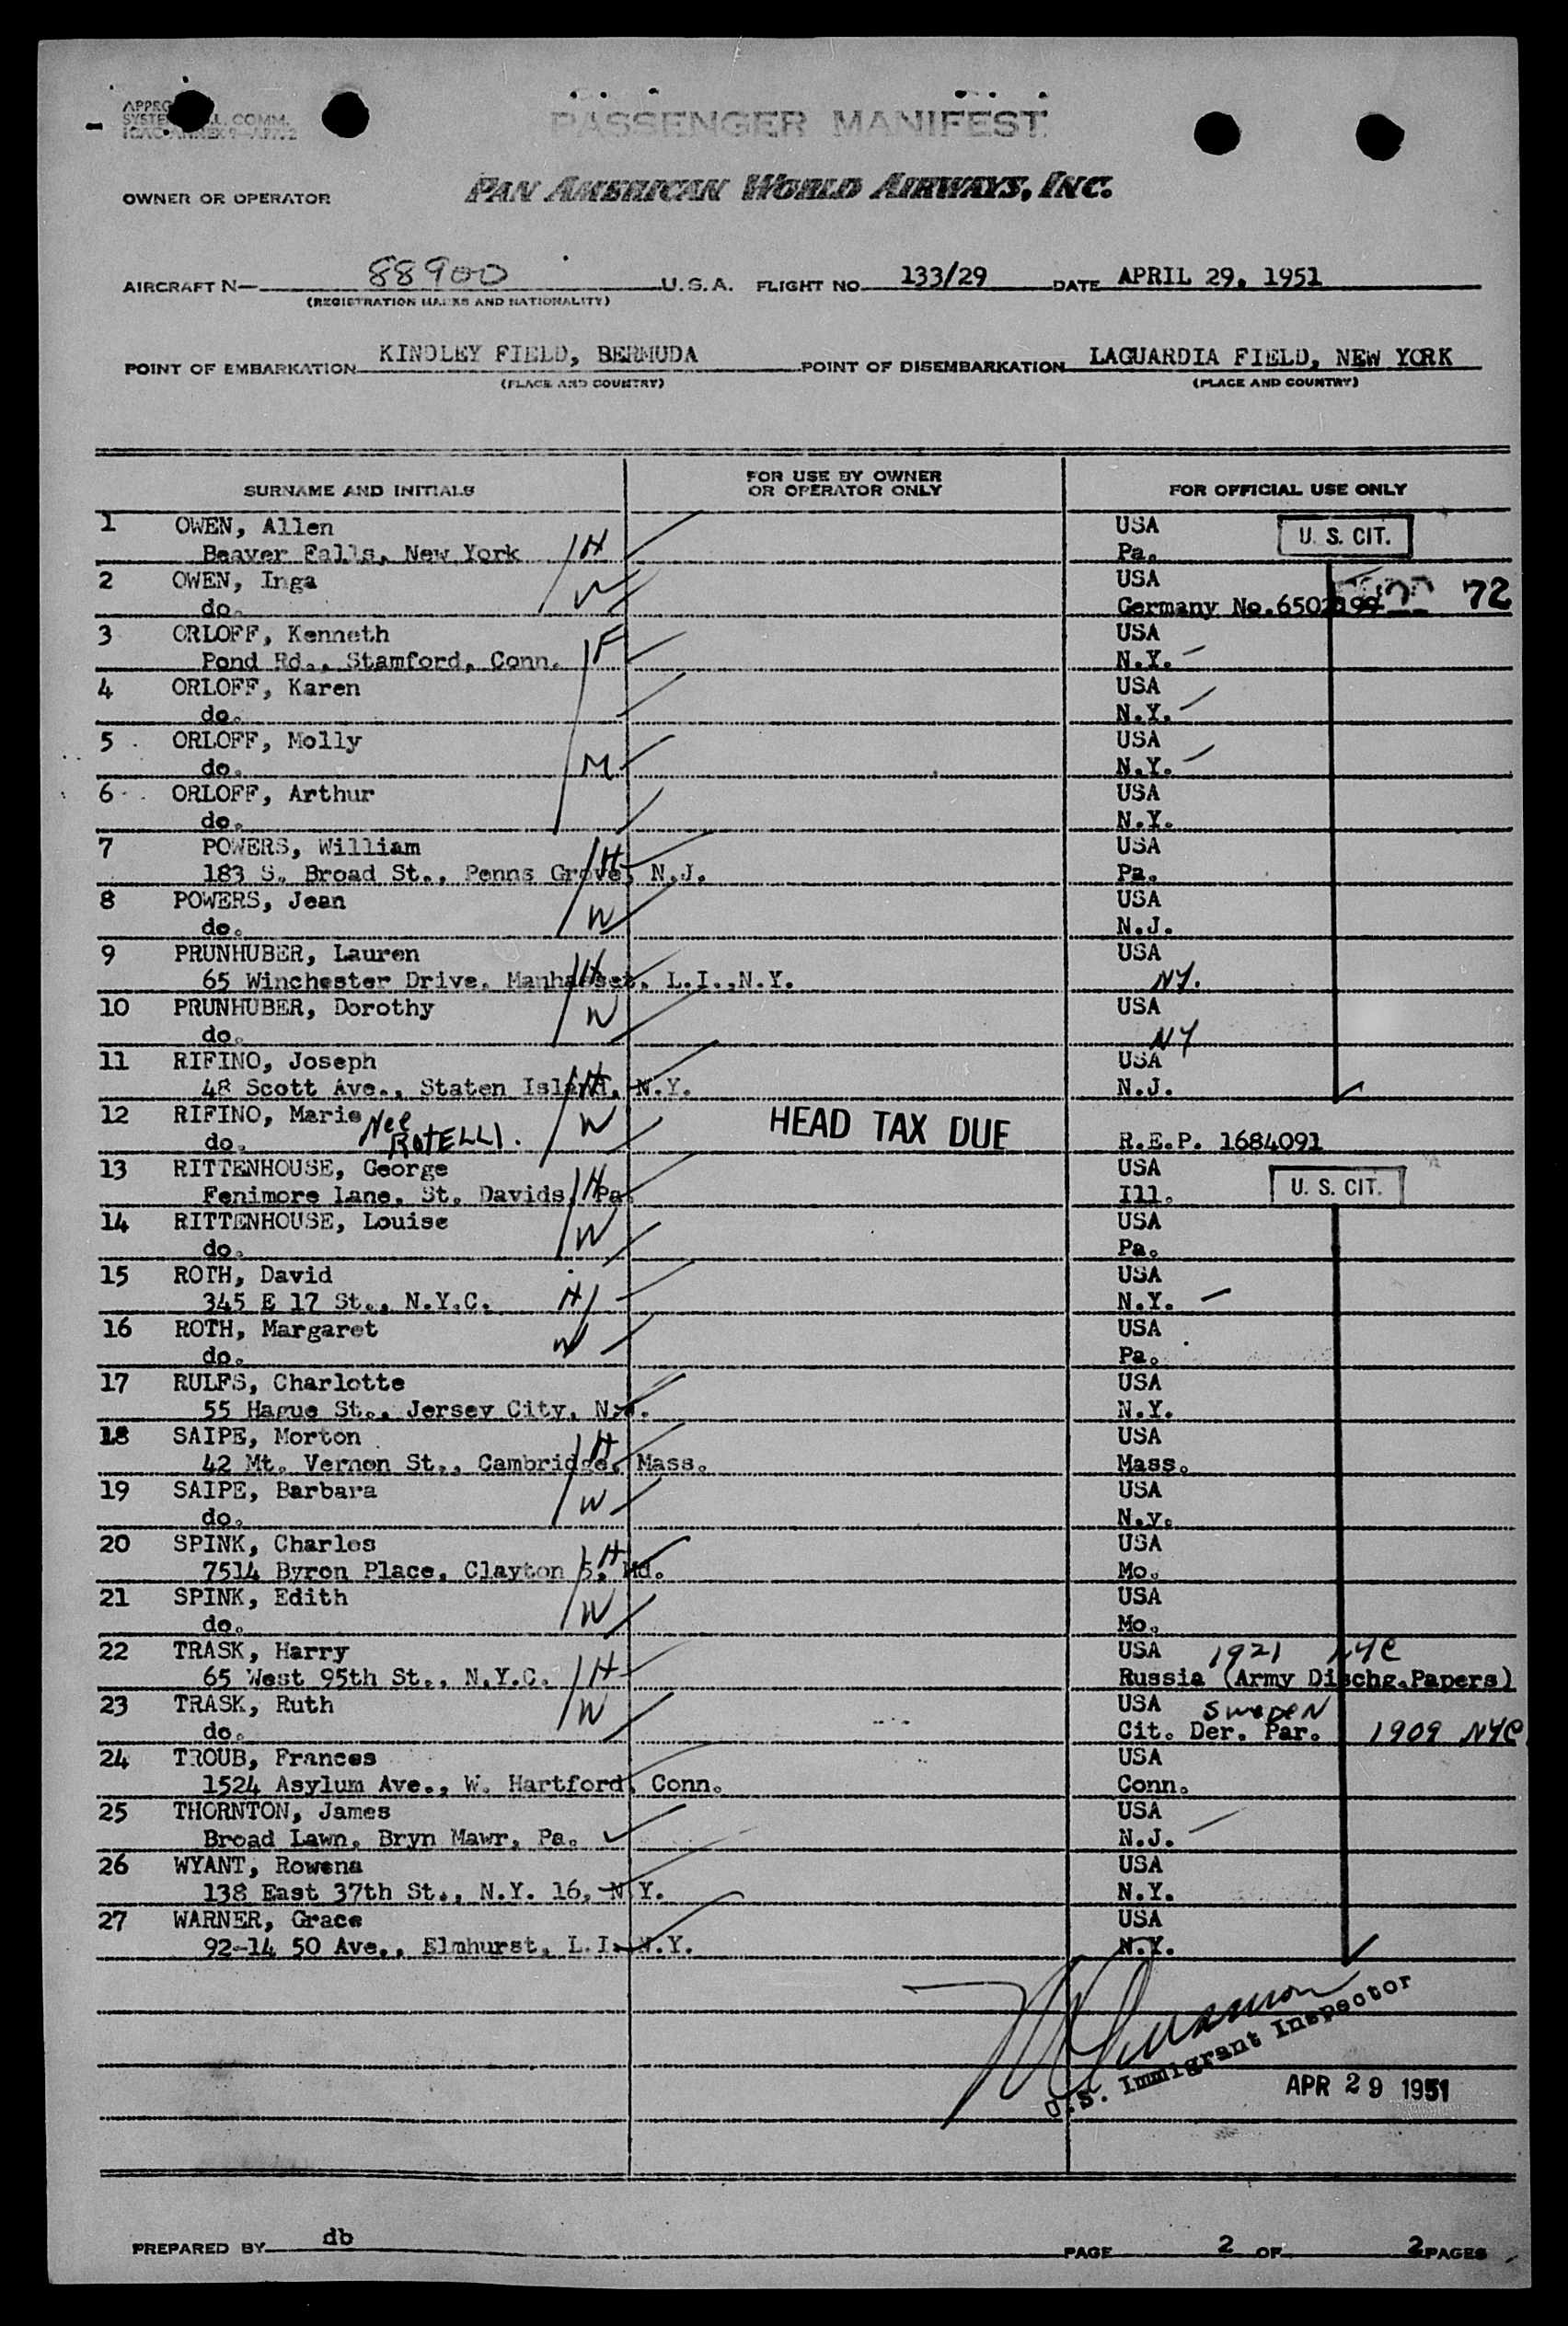 PASSENGER MANIFEST
OWNER OR OPERATOR PAN AMERICAN WORLD AIRWAYS, INC.
AIRCRAFT N— 88900 U.S.A. FLIGHT NO. 133/29 DATE APRIL 29, 1951
(REGISTRATION MARKS AND NATIONALITY)
POINT OF EMBARKATION KINDLEY FIELD, BERMUDA POINT OF DISEMBARKATION LAGUARDIA FIELD, NEW YORK
(PLACE AND COUNTRY) (PLACE AND COUNTRY)
SURNAME AND INITIALS FOR USE BY OWNER OR OPERATOR ONLY FOR OFFICIAL USE ONLY
1 OWEN, Allen USA U. S. CIT.
Beaver Falls, New York H Pa.
2 OWEN, Inga USA 72
do. W Germany No.6502199
3 ORLOFF, Kenneth USA
Pond Rd., Stamford, Conn. F N.Y.
4 ORLOFF, Karen USA
do. N.Y.
5 ORLOFF, Molly USA
do. M N.Y.
6 ORLOFF, Arthur USA
do. N.Y.
7 POWERS, William USA
183 S. Broad St., Penns Grove, N.J. H Pa.
8 POWERS, Jean USA
do. W N.J.
9 PRUNHUBER, Lauren USA
65 Winchester Drive, Manhasset, L.I.,N.Y. H NY.
10 PRUNHUBER, Dorothy USA
do. W NY
11 RIFINO, Joseph USA
48 Scott Ave., Staten Island, N.Y. H N.J.
12 RIFINO, Marie Nee ROTELLI. W HEAD TAX DUE
do. R.E.P. 1684091
13 RITTENHOUSE, George USA U. S. CIT.
Fenimore Lane, St. Davids, Pa. H Ill.
14 RITTENHOUSE, Louise USA
do. W Pa.
15 ROTH, David USA
345 E 17 St., N.Y.C. H N.Y.
16 ROTH, Margaret USA
do. W Pa.
17 RULFS, Charlotte USA
55 Hague St., Jersey City, N.J. N.Y.
18 SAIPE, Morton USA
42 Mt. Vernon St., Cambridge, Mass. H Mass.
19 SAIPE, Barbara USA
do. W N.y.
20 SPINK, Charles USA
7514 Byron Place, Clayton 5, Md. H Mo.
21 SPINK, Edith USA
do. W Mo.
22 TRASK, Harry USA 1921 NYC
65 West 95th St., N.Y.C. H Russia (Army Dischg.Papers)
23 TRASK, Ruth USA SWEDEN
do. W Cit. Der. Par. 1909 NYC
24 TROUB, Frances USA
1524 Asylum Ave., W. Hartford, Conn. Conn.
25 THORNTON, James USA
Broad Lawn, Bryn Mawr, Pa. N.J.
26 WYANT, Rowena USA
138 East 37th St., N.Y. 16, N.Y. N.Y.
27 WARNER, Grace USA
92-14 50 Ave., Elmhurst, L.I. N.Y. N.Y.
U.S. Immigrant Inspector
APR 29 1951
PREPARED BY db PAGE 2 OF 2 PAGES